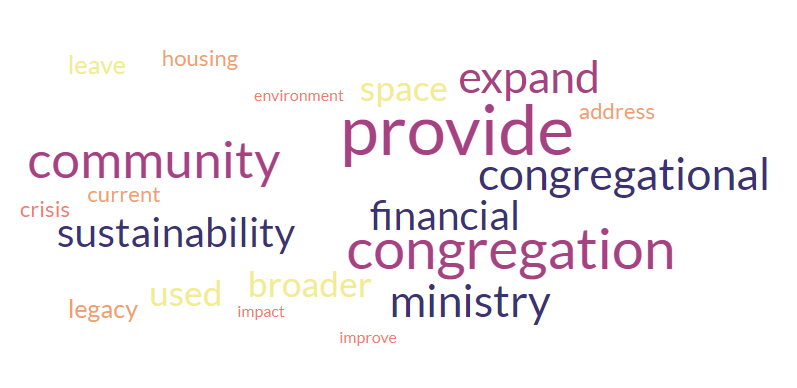 leave
housing
environment
space
expand
provide
address
community
congregational
current
crisis
sustainability
financial
congregation
legacy
used
broader
ministry
impact
improve